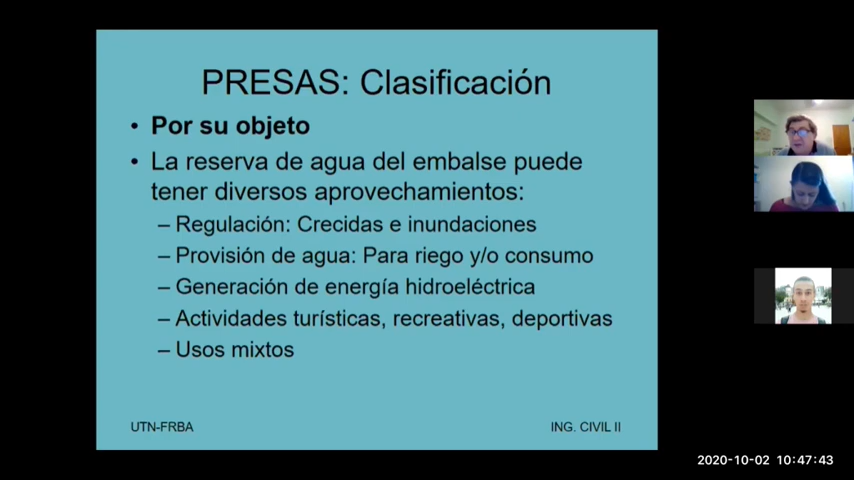 PRESAS: Clasificación
• Por su objeto
• La reserva de agua del embalse puede
tener diversos aprovechamientos:
– Regulación: Crecidas e inundaciones
– Provisión de agua: Para riego y/o consumo
– Generación de energía hidroeléctrica
– Actividades turísticas, recreativas, deportivas
– Usos mixtos
UTN-FRBA
ING. CIVIL II
2020-10-02 10:47:43